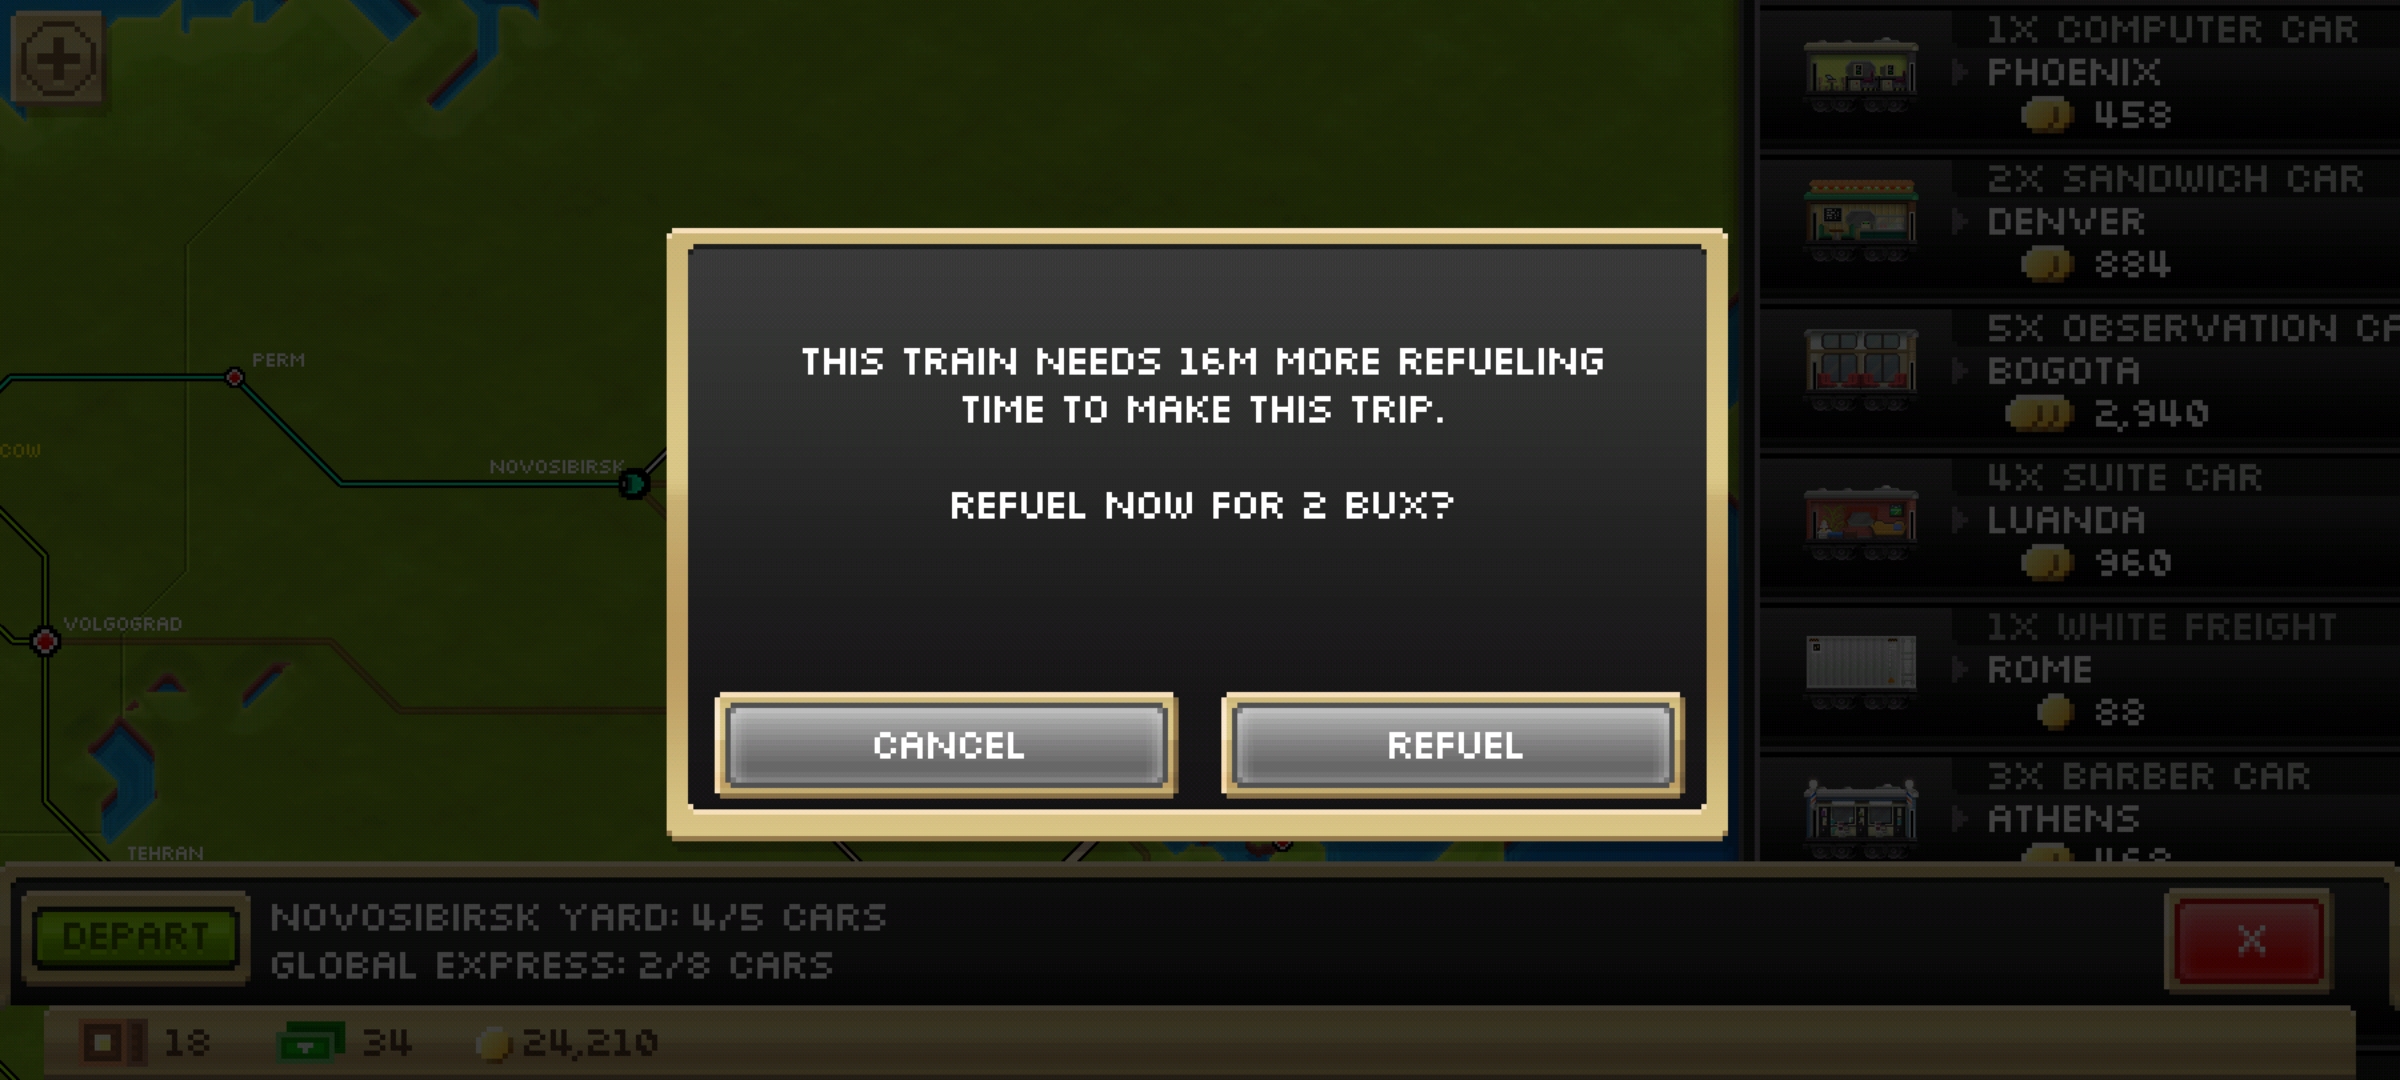 1X COMPUTER CAR
PHOENIX
458
2X SANDWICH CAR
DENVER
884
5X OBSERVATION CA
BOGOTA
2,940
4X SUITE CAR
LUANDA
960
1X WHITE FREIGHT
ROME
88
3X BARBER CAR
ATHENS
468
PERM
COW
NOVOSIBIRSK
VOLGOGRAD
TEHRAN
THIS TRAIN NEEDS 16M MORE REFUELING
TIME TO MAKE THIS TRIP.
REFUEL NOW FOR 2 BUX?
CANCEL
REFUEL
DEPART
NOVOSIBIRSK YARD: 4/5 CARS
GLOBAL EXPRESS: 2/8 CARS
X
18
34
24,210